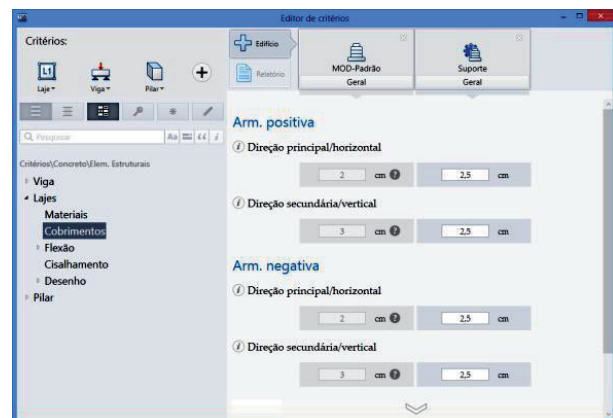 Editor de critérios
Critérios:
Laje Viga Pilar
Edifício
Relatório
MOD-Padrão
Geral
Suporte
Geral
Pesquisar Aa
Critérios\Concreto\Elem. Estruturais
Viga
Lajes
Materiais
Cobrimentos
Flexão
Cisalhamento
Desenho
Pilar
Arm. positiva
i Direção principal/horizontal
2 cm ? 2,5 cm
i Direção secundária/vertical
3 cm ? 2,5 cm
Arm. negativa
i Direção principal/horizontal
2 cm ? 2,5 cm
i Direção secundária/vertical
3 cm ? 2,5 cm